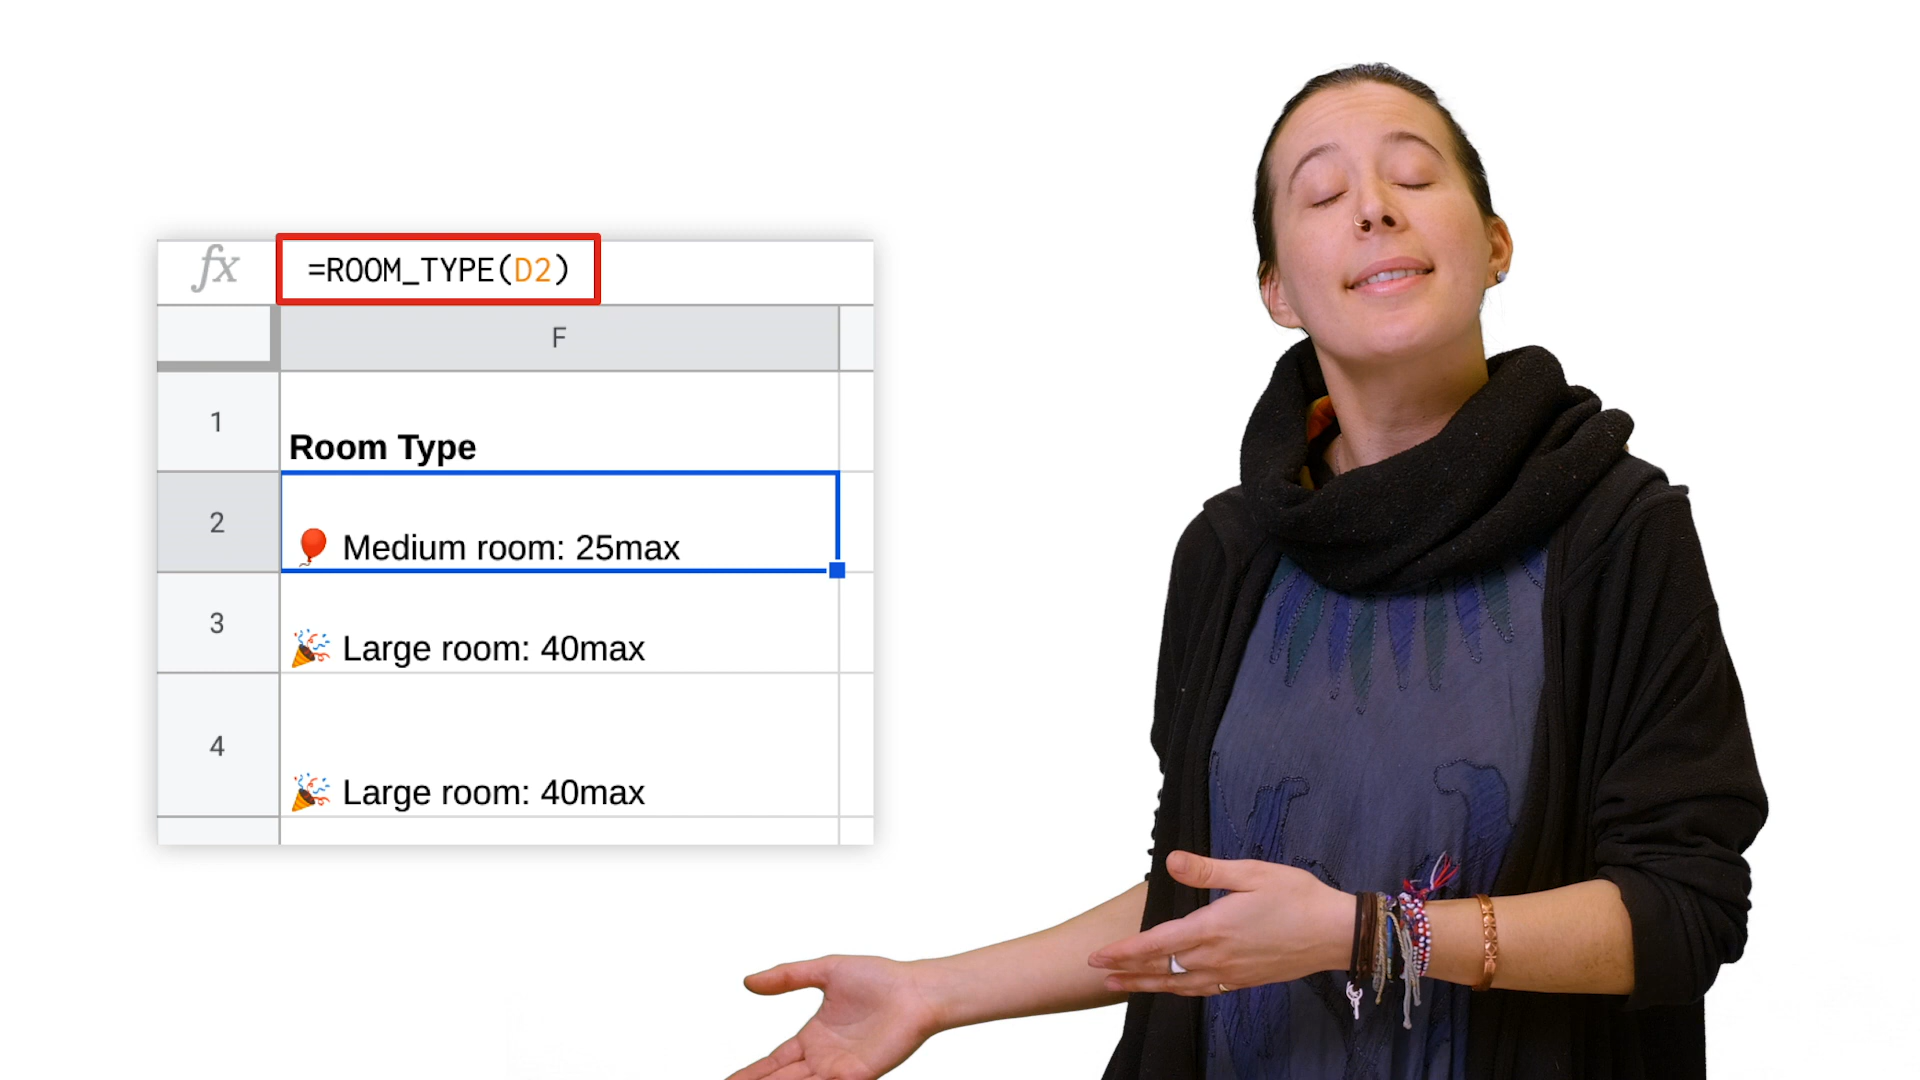 fx =ROOM_TYPE(D2)
F
1 Room Type
2 🎈 Medium room: 25max
3 🎉 Large room: 40max
4 🎉 Large room: 40max